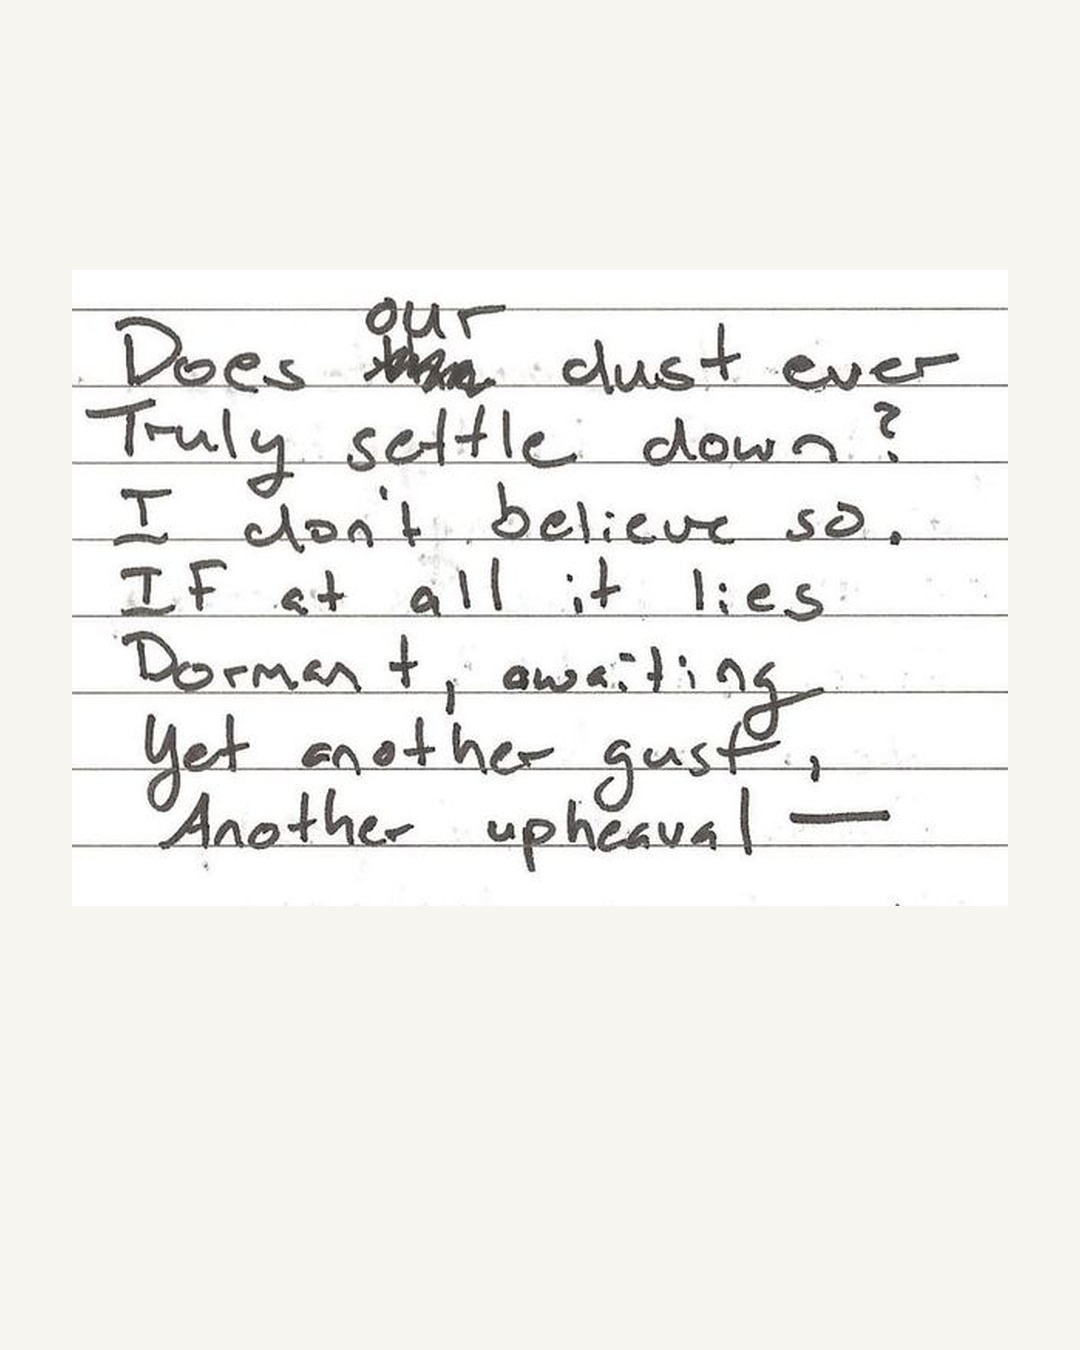 Does our dust ever
Truly settle down?
I don't believe so.
If at all it lies
Dormant, awaiting
Yet another gust,
Another upheaval —